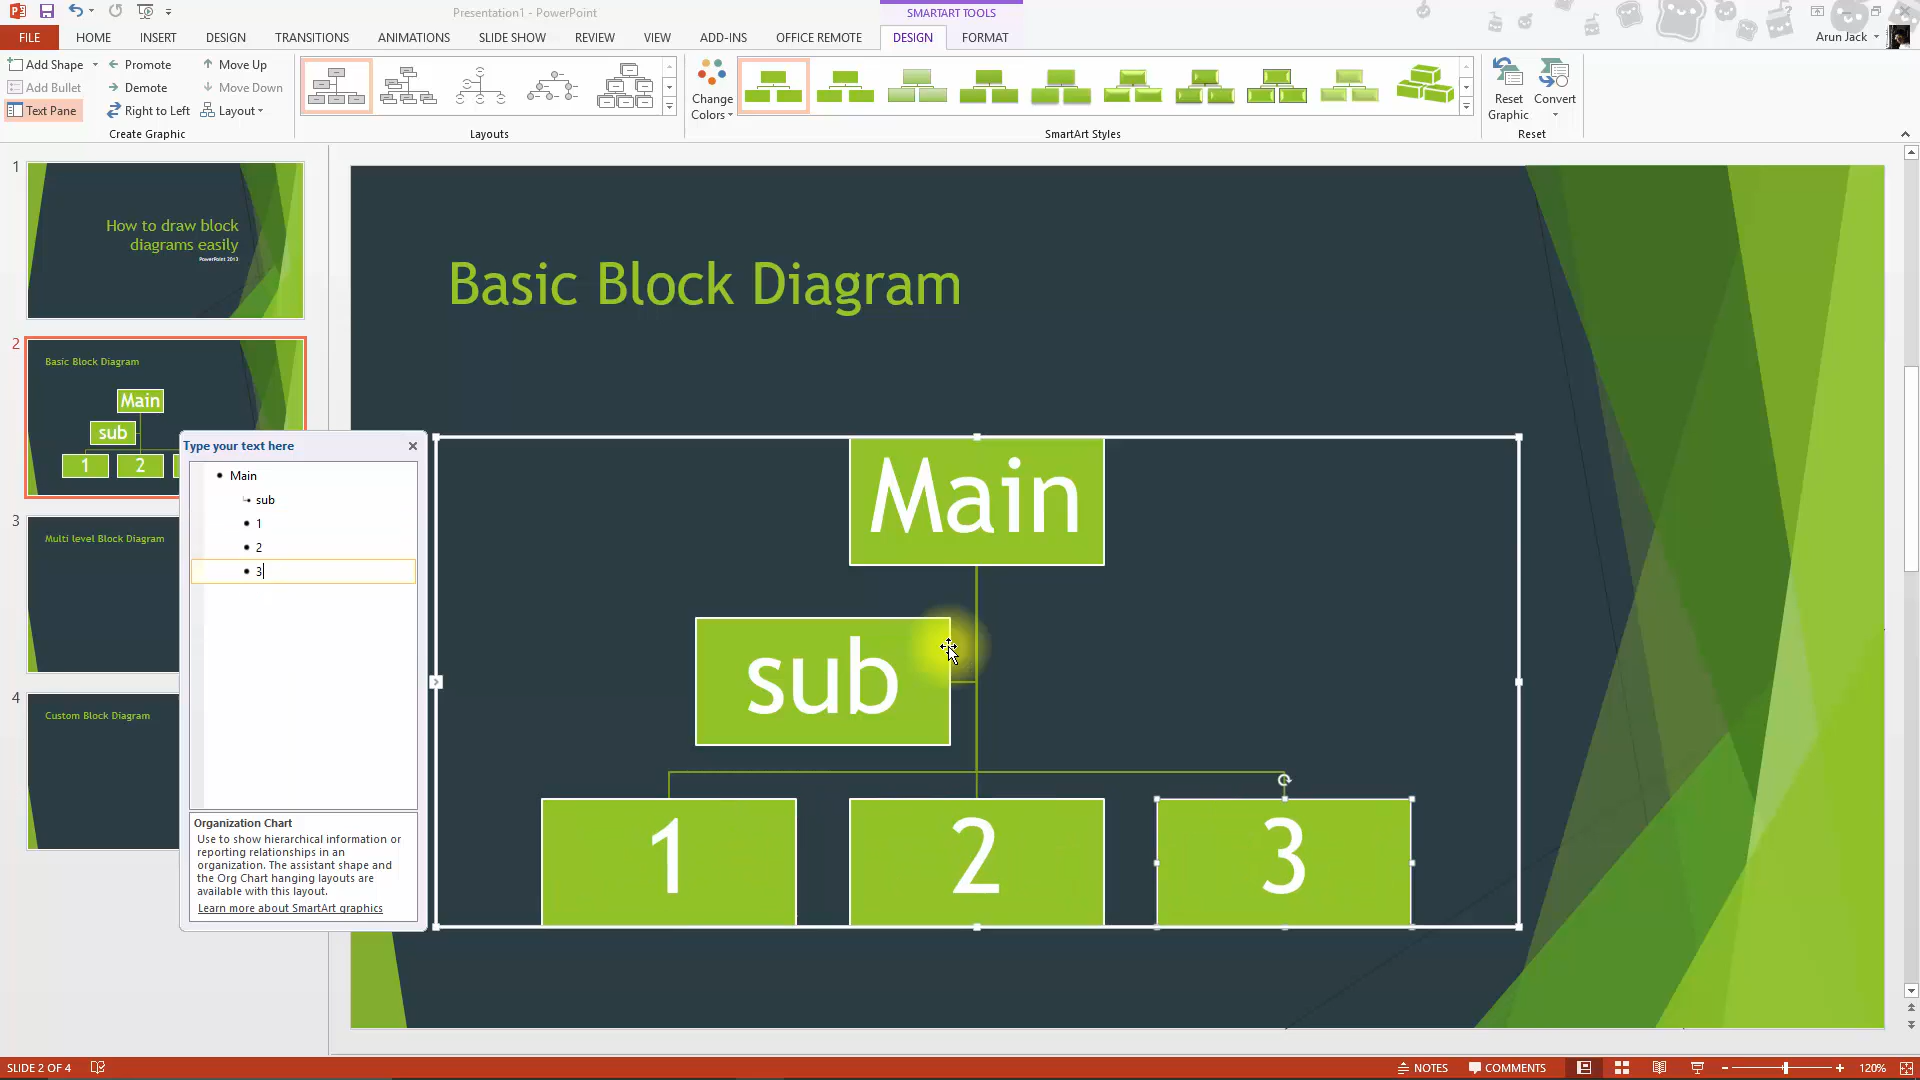 Presentation1 - PowerPoint
SMARTART TOOLS
FILE HOME INSERT DESIGN TRANSITIONS ANIMATIONS SLIDE SHOW REVIEW VIEW ADD-INS OFFICE REMOTE DESIGN FORMAT
Arun Jack
Add Shape Promote Move Up
Add Bullet Demote Move Down
Text Pane Right to Left Layout
Create Graphic
Layouts
Change
Colors
SmartArt Styles
Reset
Graphic
Convert
Reset
1
How to draw block
diagrams easily
PowerPoint 2013
2
Basic Block Diagram
Main
sub
1 2
3
Multi level Block Diagram
4
Custom Block Diagram
Type your text here
Main
sub
1
2
3
Organization Chart
Use to show hierarchical information or
reporting relationships in an
organization. The assistant shape and
the Org Chart hanging layouts are
available with this layout.
Learn more about SmartArt graphics
Basic Block Diagram
Main
sub
1 2 3
SLIDE 2 OF 4
NOTES COMMENTS 120%